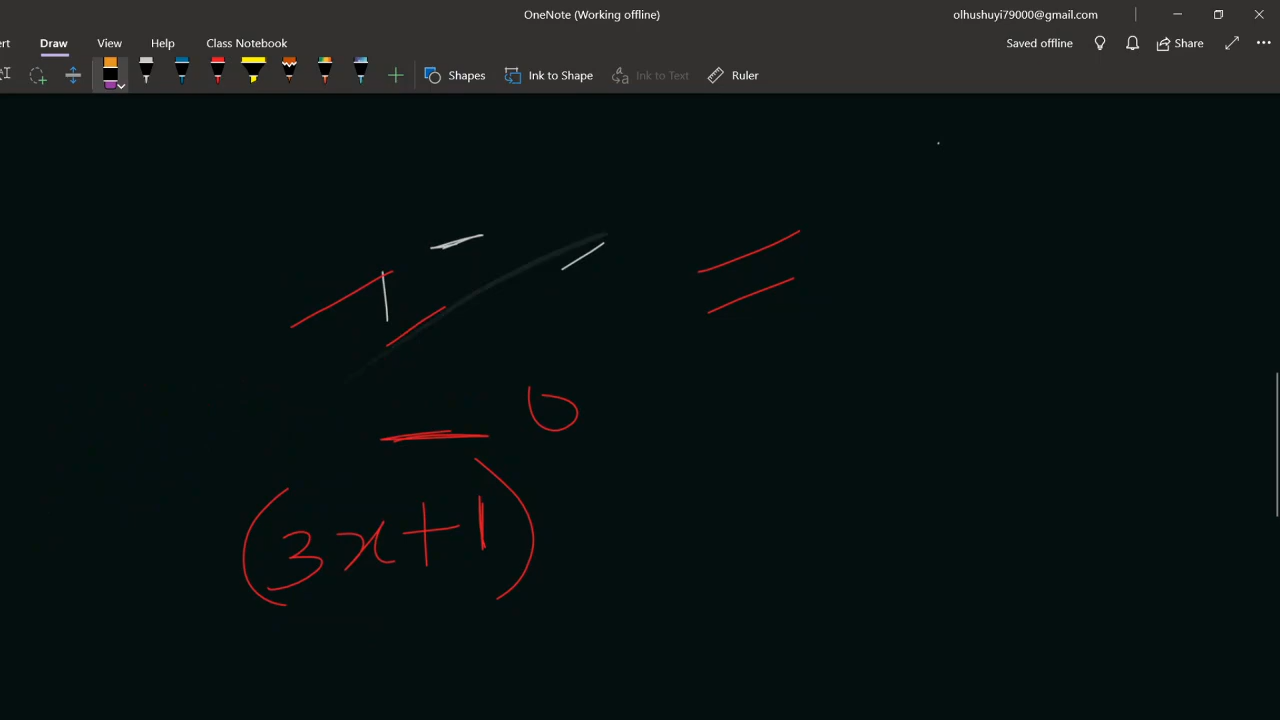 OneNote (Working offline)
olhushuyi79000@gmail.com
Draw View Help Class Notebook
Saved offline
Share
Shapes
Ink to Shape
Ink to Text
Ruler
(3x+1)